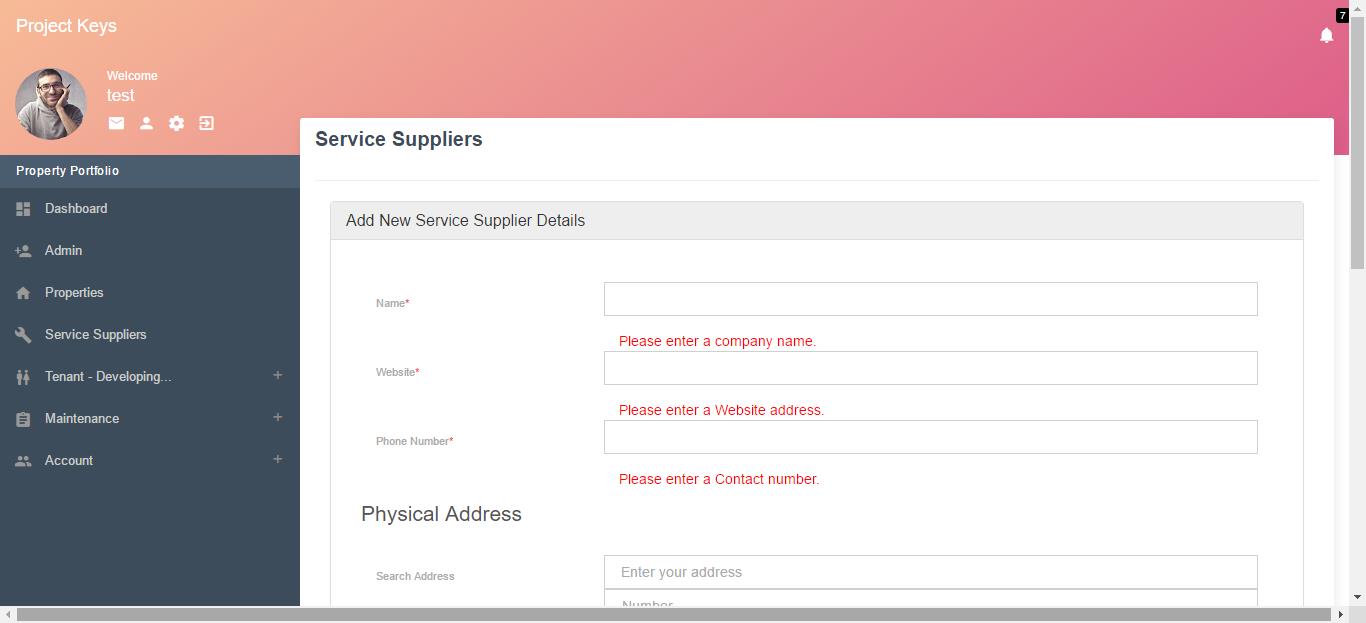 Project Keys
7
Welcome
test
Property Portfolio
Dashboard
Admin
Properties
Service Suppliers
Tenant - Developing... +
Maintenance +
Account +
Service Suppliers
Add New Service Supplier Details
Name*
Please enter a company name.
Website*
Please enter a Website address.
Phone Number*
Please enter a Contact number.
Physical Address
Search Address Enter your address
Number